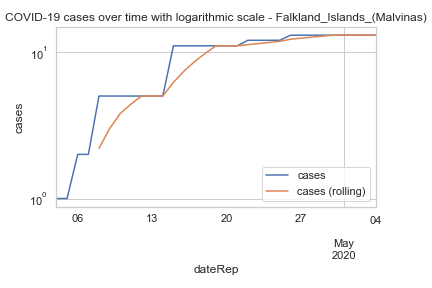 COVID-19 cases over time with logarithmic scale - Falkland_Islands_(Malvinas)
10¹
10⁰
cases
cases
cases (rolling)
06
13
20
27
04
May
2020
dateRep